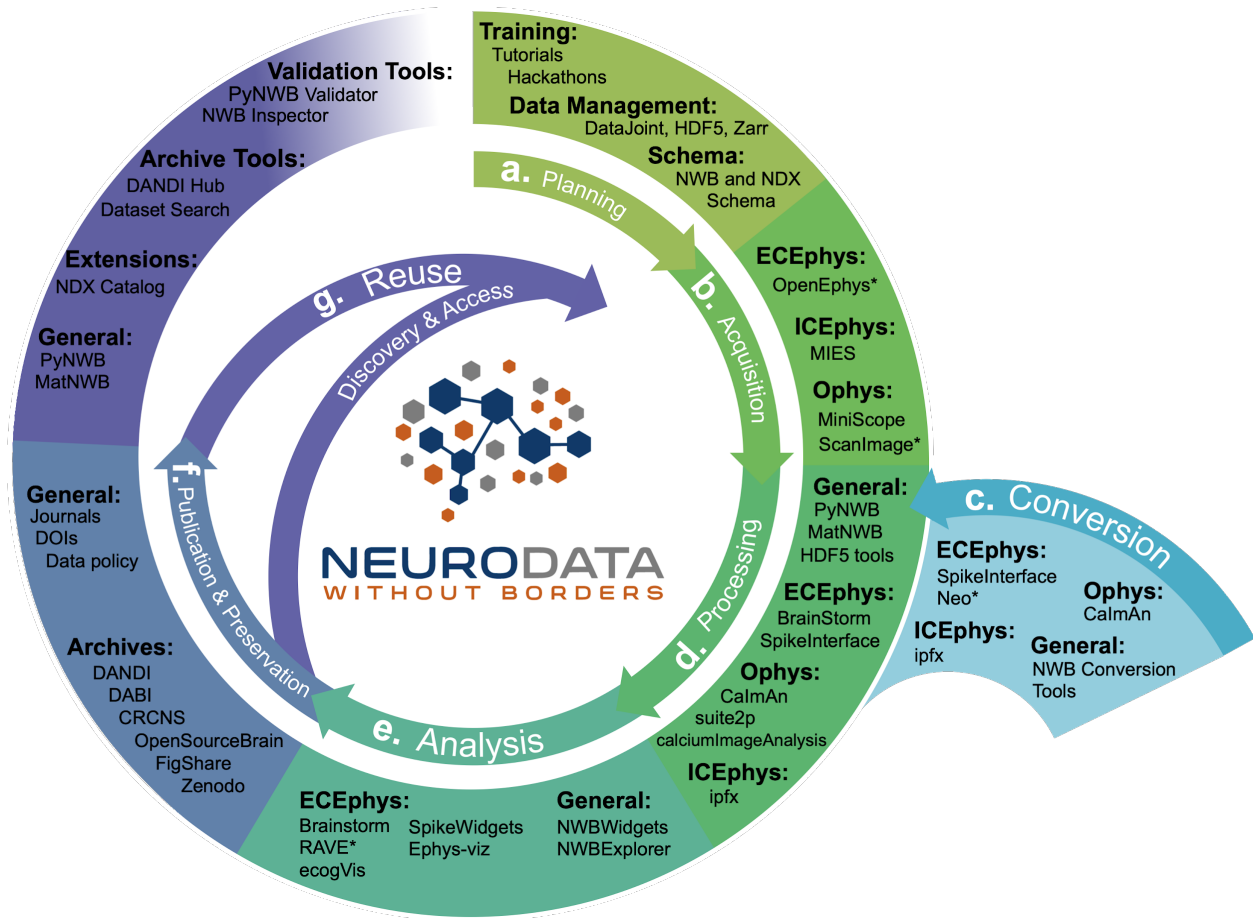 Training:
Tutorials
Hackathons
Data Management:
DataJoint, HDF5, Zarr
Schema:
NWB and NDX
Schema
a. Planning
ECEphys:
OpenEphys*
ICEphys:
MIES
Ophys:
MiniScope
ScanImage*
b. Acquisition
c. Conversion
ECEphys:
SpikeInterface
Neo*
Ophys:
CaImAn
ICEphys:
ipfx
General:
NWB Conversion
Tools
General:
PyNWB
MatNWB
HDF5 tools
ECEphys:
BrainStorm
SpikeInterface
Ophys:
CaImAn
suite2p
calciumImageAnalysis
ICEphys:
ipfx
d. Processing
e. Analysis
ECEphys:
Brainstorm
RAVE*
ecogVis
SpikeWidgets
Ephys-viz
General:
NWBWidgets
NWBExplorer
f. Publication & Preservation
General:
Journals
DOIs
Data policy
Archives:
DANDI
DABI
CRCNS
OpenSourceBrain
FigShare
Zenodo
g. Reuse
Discovery & Access
Validation Tools:
PyNWB Validator
NWB Inspector
Archive Tools:
DANDI Hub
Dataset Search
Extensions:
NDX Catalog
General:
PyNWB
MatNWB
NEURODATA
WITHOUT BORDERS